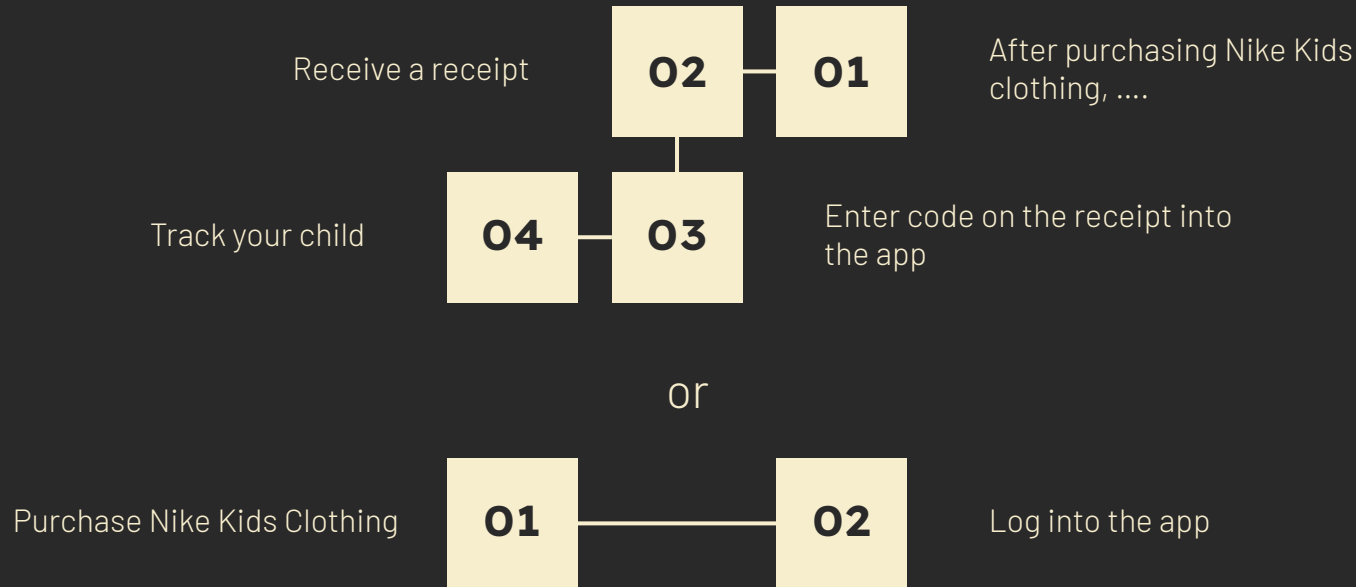 Receive a receipt
02
01
After purchasing Nike Kids
clothing, ....
Track your child
04
03
Enter code on the receipt into
the app
or
Purchase Nike Kids Clothing
01
02
Log into the app